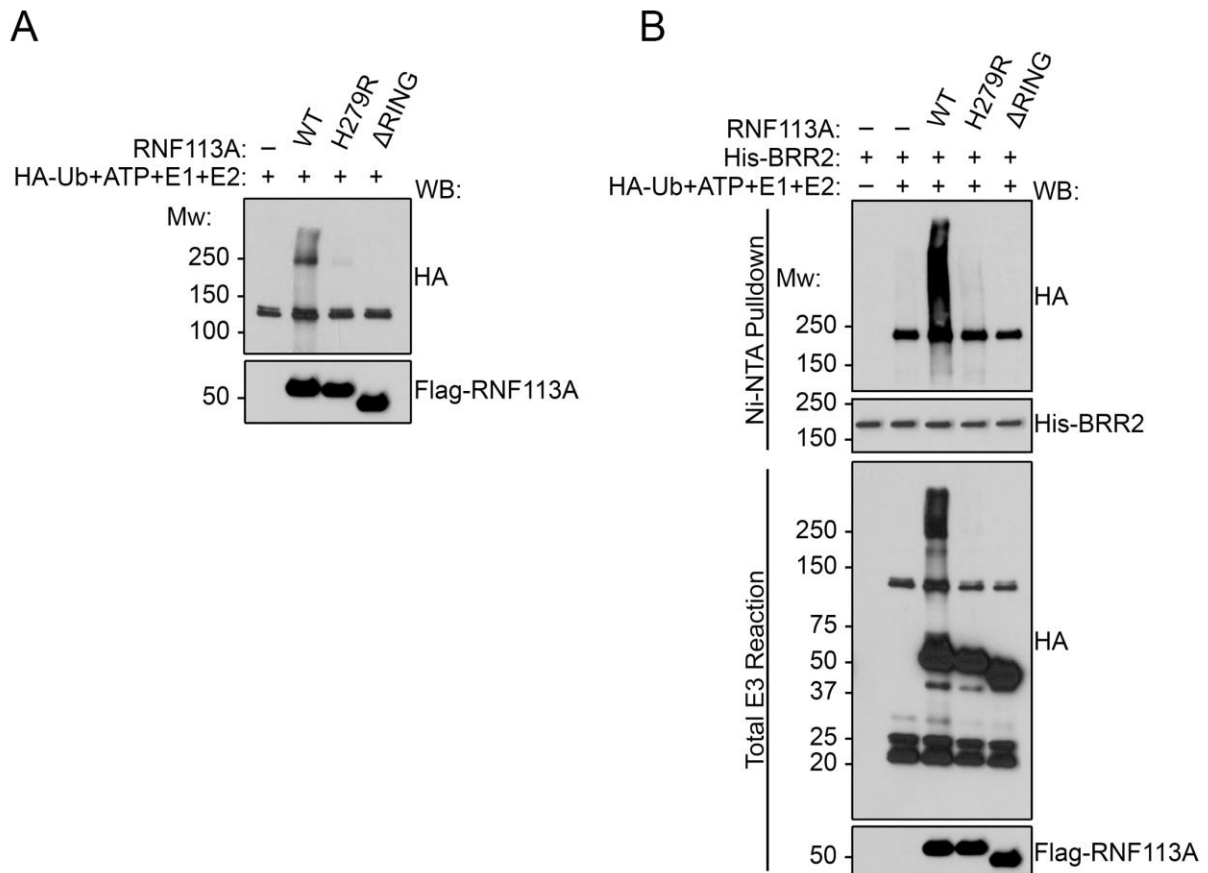 A
WT
H279R
ΔRING
RNF113A: –
HA-Ub+ATP+E1+E2: + + + +
WB:
Mw:
250
150
100
HA
50
Flag-RNF113A
B
WT
H279R
ΔRING
RNF113A: – –
His-BRR2: + + + + +
HA-Ub+ATP+E1+E2: – + + + +
WB:
Ni-NTA Pulldown
Mw:
250
150
HA
250
150
His-BRR2
Total E3 Reaction
250
150
75
50
37
25
20
HA
50
Flag-RNF113A